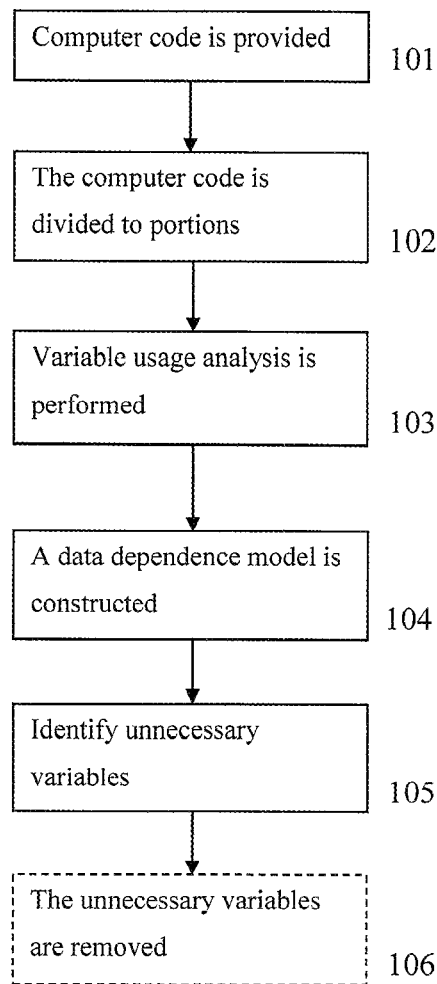 Computer code is provided
101
The computer code is
divided to portions
102
Variable usage analysis is
performed
103
A data dependence model is
constructed
104
Identify unnecessary
variables
105
The unnecessary variables
are removed
106